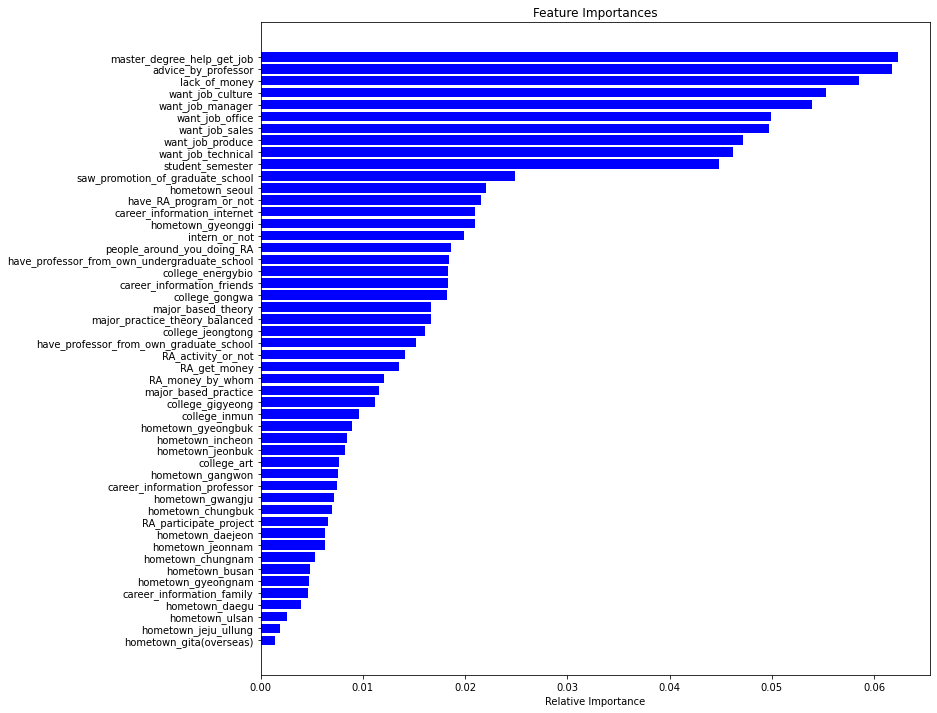 Feature Importances
master_degree_help_get_job
advice_by_professor
lack_of_money
want_job_culture
want_job_manager
want_job_office
want_job_sales
want_job_produce
want_job_technical
student_semester
saw_promotion_of_graduate_school
hometown_seoul
have_RA_program_or_not
career_information_internet
hometown_gyeonggi
intern_or_not
people_around_you_doing_RA
have_professor_from_own_undergraduate_school
college_energybio
career_information_friends
college_gongwa
major_based_theory
major_practice_theory_balanced
college_jeongtong
have_professor_from_own_graduate_school
RA_activity_or_not
RA_get_money
RA_money_by_whom
major_based_practice
college_gigyeong
college_inmun
hometown_gyeongbuk
hometown_incheon
hometown_jeonbuk
college_art
hometown_gangwon
career_information_professor
hometown_gwangju
hometown_chungbuk
RA_participate_project
hometown_daejeon
hometown_jeonnam
hometown_chungnam
hometown_busan
hometown_gyeongnam
career_information_family
hometown_daegu
hometown_ulsan
hometown_jeju_ullung
hometown_gita(overseas)
0.00 0.01 0.02 0.03 0.04 0.05 0.06
Relative Importance